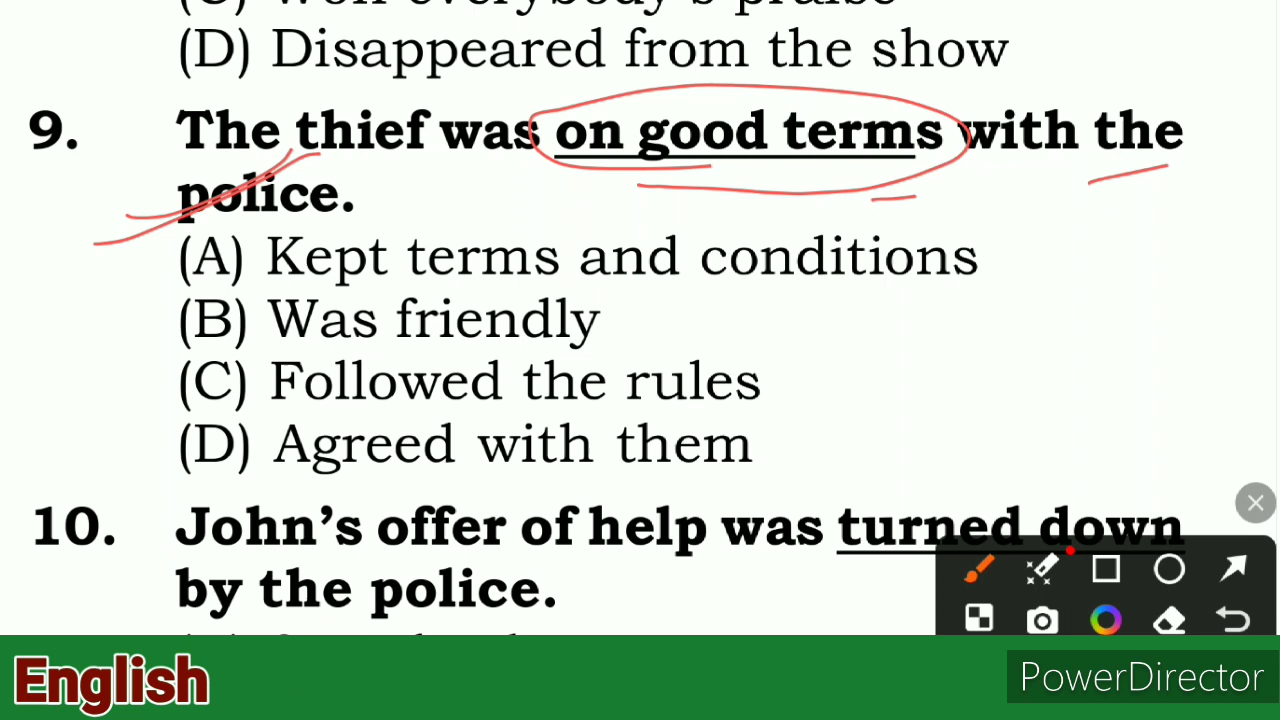 (D) Disappeared from the show
9. The thief was on good terms with the
police.
(A) Kept terms and conditions
(B) Was friendly
(C) Followed the rules
(D) Agreed with them
10. John’s offer of help was turned down
by the police.
English
PowerDirector